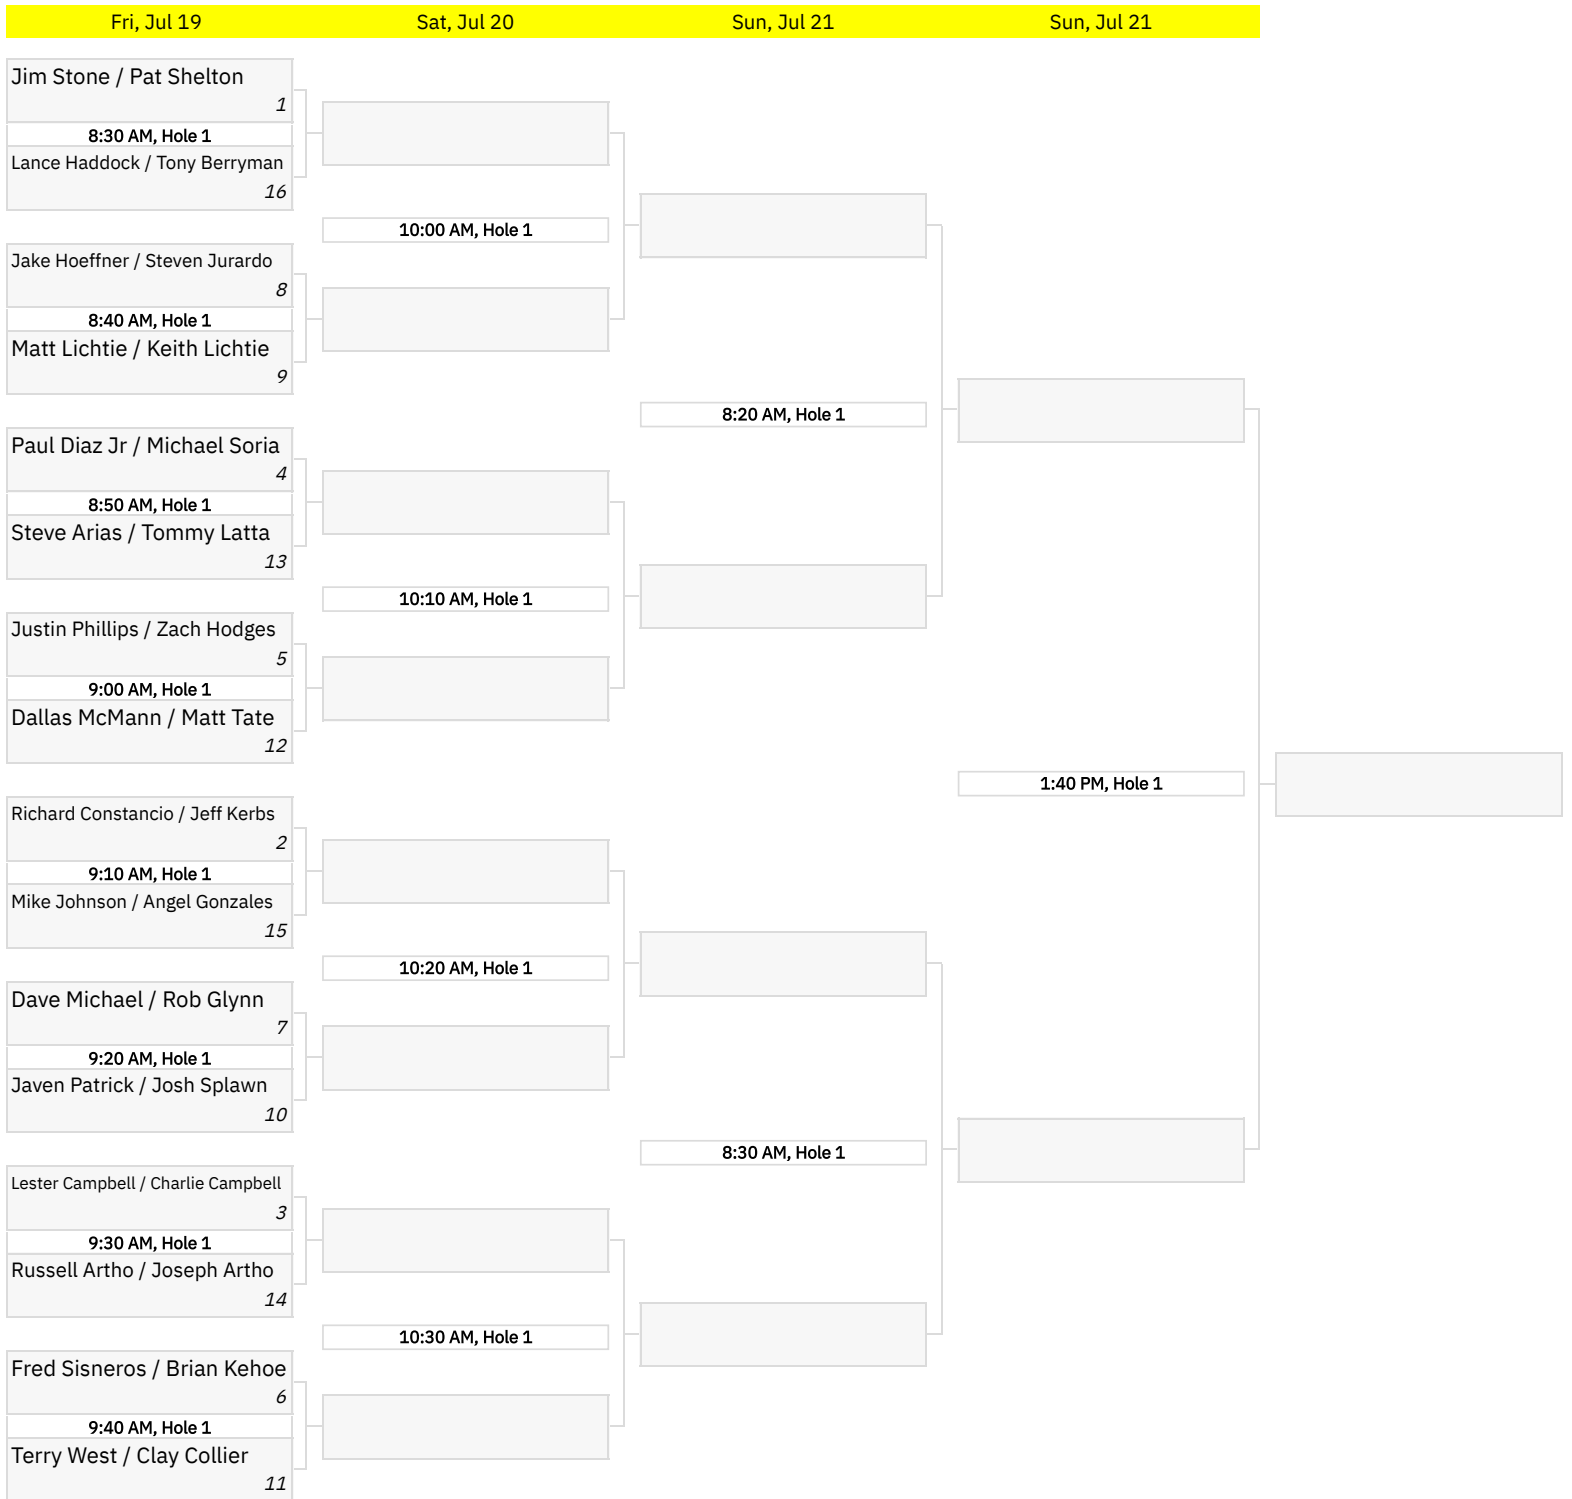 Fri, Jul 19
Sat, Jul 20
Sun, Jul 21
Sun, Jul 21
Jim Stone / Pat Shelton
1
8:30 AM, Hole 1
Lance Haddock / Tony Berryman
16
10:00 AM, Hole 1
Jake Hoeffner / Steven Jurardo
8
8:40 AM, Hole 1
Matt Lichtie / Keith Lichtie
9
8:20 AM, Hole 1
Paul Diaz Jr / Michael Soria
4
8:50 AM, Hole 1
Steve Arias / Tommy Latta
13
10:10 AM, Hole 1
Justin Phillips / Zach Hodges
5
9:00 AM, Hole 1
Dallas McMann / Matt Tate
12
1:40 PM, Hole 1
Richard Constancio / Jeff Kerbs
2
9:10 AM, Hole 1
Mike Johnson / Angel Gonzales
15
10:20 AM, Hole 1
Dave Michael / Rob Glynn
7
9:20 AM, Hole 1
Javen Patrick / Josh Splawn
10
8:30 AM, Hole 1
Lester Campbell / Charlie Campbell
3
9:30 AM, Hole 1
Russell Artho / Joseph Artho
14
10:30 AM, Hole 1
Fred Sisneros / Brian Kehoe
6
9:40 AM, Hole 1
Terry West / Clay Collier
11